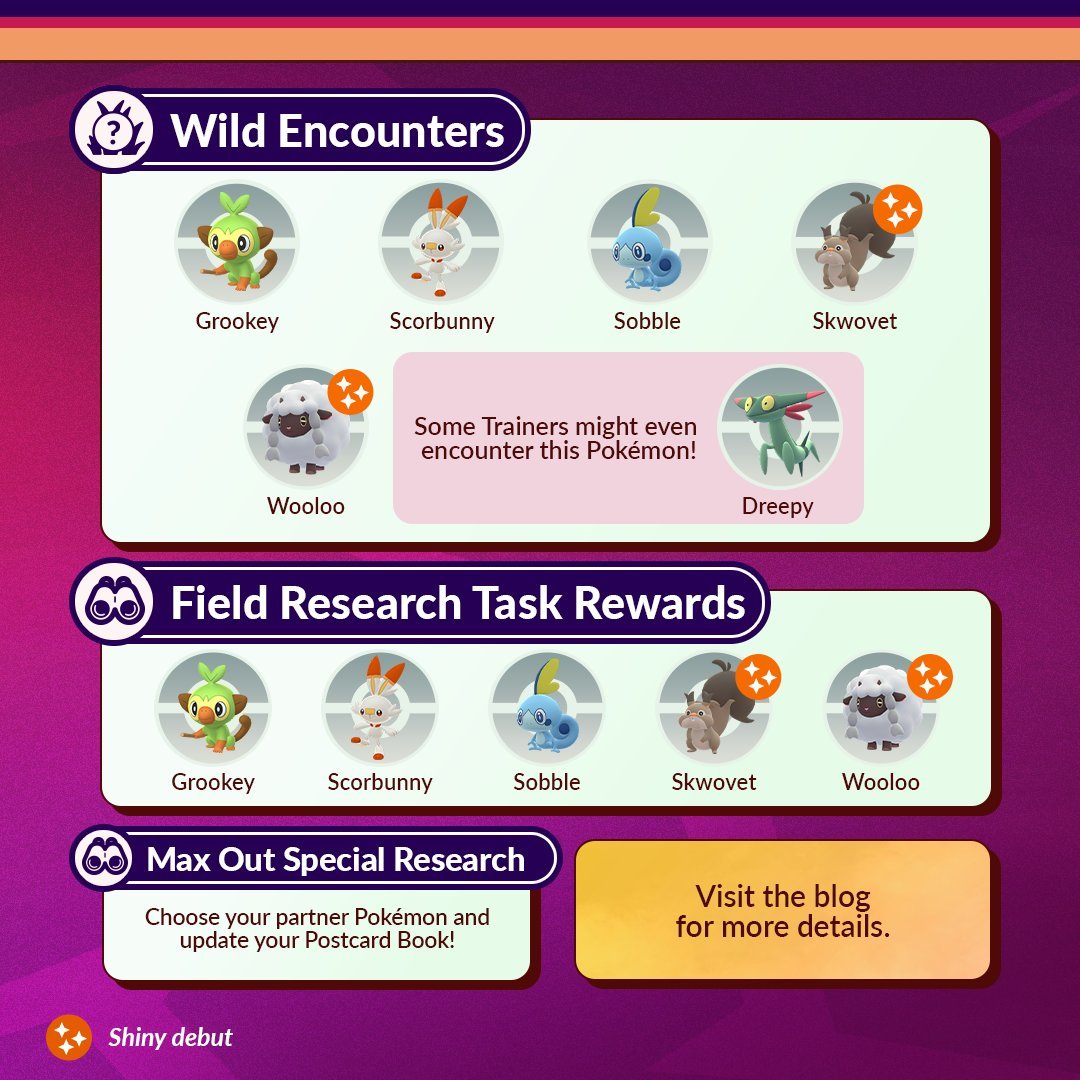 ?
Wild Encounters
Grookey
Scorbunny
Sobble
Skwovet
Wooloo
Some Trainers might even
encounter this Pokémon!
Dreepy
Field Research Task Rewards
Grookey
Scorbunny
Sobble
Skwovet
Wooloo
Max Out Special Research
Choose your partner Pokémon and
update your Postcard Book!
Visit the blog
for more details.
Shiny debut